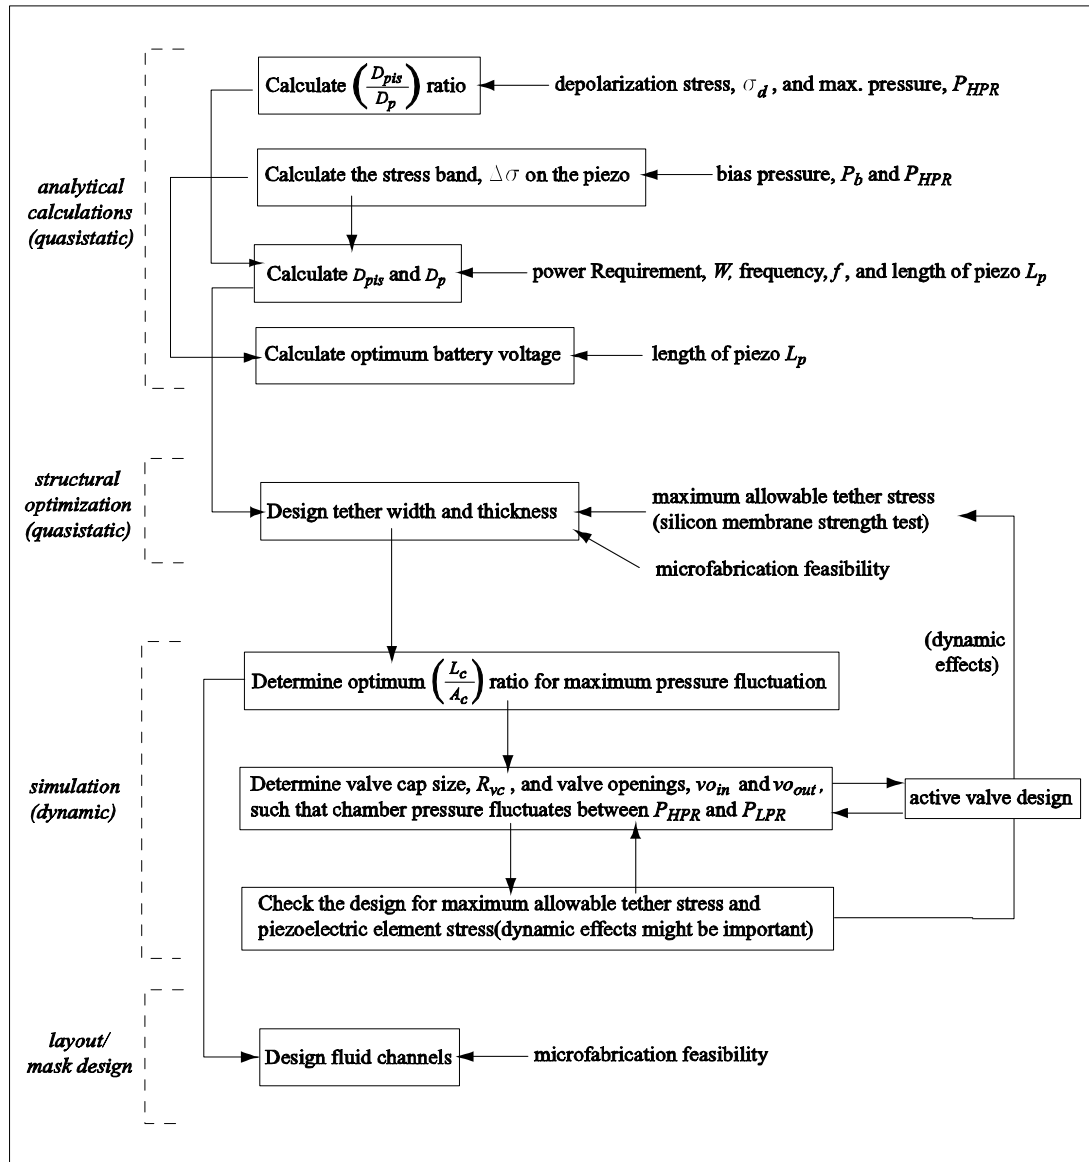 Calculate (D_pis / D_p) ratio
depolarization stress, σ_d, and max. pressure, P_HPR
analytical
calculations
(quasistatic)
Calculate the stress band, Δσ on the piezo
bias pressure, P_b and P_HPR
Calculate D_pis and D_p
power Requirement, W, frequency, f, and length of piezo L_p
Calculate optimum battery voltage
length of piezo L_p
structural
optimization
(quasistatic)
Design tether width and thickness
maximum allowable tether stress
(silicon membrane strength test)
microfabrication feasibility
(dynamic
effects)
simulation
(dynamic)
Determine optimum (L_c / A_c) ratio for maximum pressure fluctuation
Determine valve cap size, R_vc, and valve openings, vo_in and vo_out,
such that chamber pressure fluctuates between P_HPR and P_LPR
active valve design
Check the design for maximum allowable tether stress and
piezoelectric element stress(dynamic effects might be important)
layout/
mask design
Design fluid channels
microfabrication feasibility